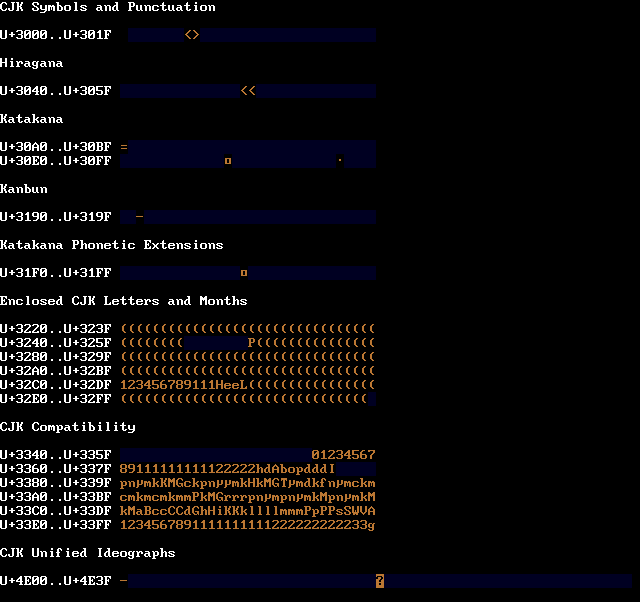 CJK Symbols and Punctuation
U+3000..U+301F <>
Hiragana
U+3040..U+305F <<
Katakana
U+30A0..U+30BF =
U+30E0..U+30FF ▫ ·
Kanbun
U+3190..U+319F –
Katakana Phonetic Extensions
U+31F0..U+31FF ▫
Enclosed CJK Letters and Months
U+3220..U+323F ((((((((((((((((((((((((((((((((
U+3240..U+325F ((((((((        P(((((((((((((((
U+3280..U+329F ((((((((((((((((((((((((((((((((
U+32A0..U+32BF ((((((((((((((((((((((((((((((((
U+32C0..U+32DF 123456789111HeeL((((((((((((((((
U+32E0..U+32FF (((((((((((((((((((((((((((((((
CJK Compatibility
U+3340..U+335F 01234567
U+3360..U+337F 89111111111122222hdAbopdddI
U+3380..U+339F pnµmkKMGckpnµµmkHkMGTµmdkfnµmckm
U+33A0..U+33BF cmkmcmkmmPkMGrrrpnµmpnµmkMpnµmkM
U+33C0..U+33DF kMaBccCCdGhHiKKkllllmmmPpPPsSWVA
U+33E0..U+33FF 1234567891111111111222222222233g
CJK Unified Ideographs
U+4E00..U+4E3F – ?